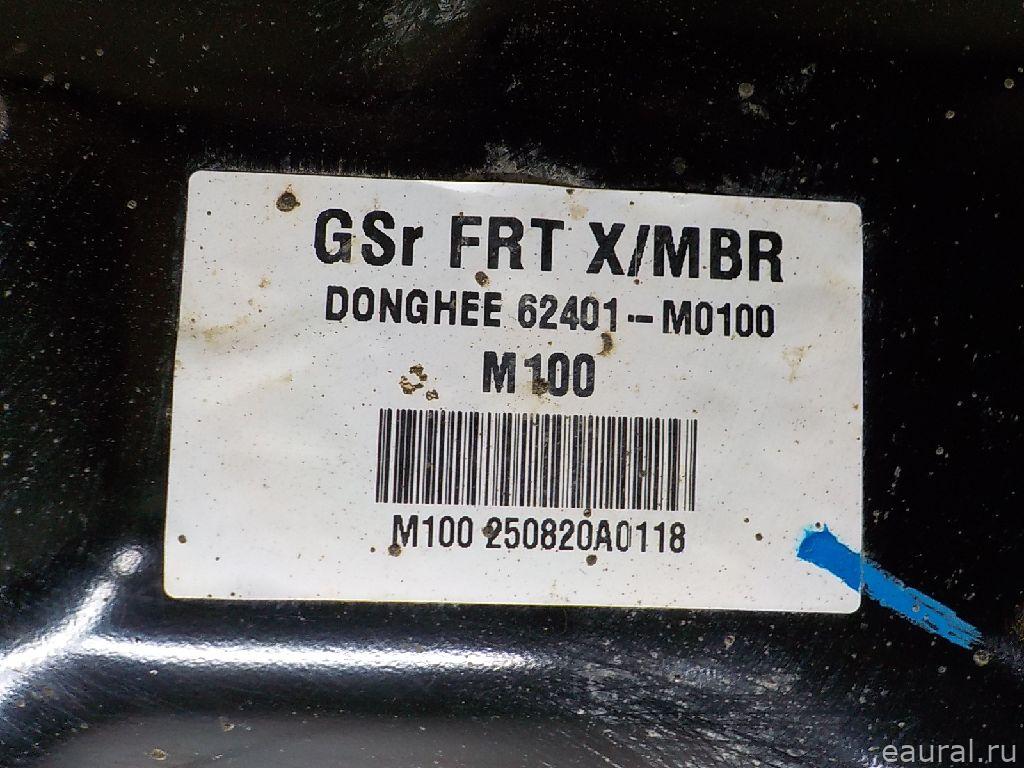 GSr FRT X/MBR
DONGHEE 62401-M0100
M100
M100 250820A0118
eaural.ru